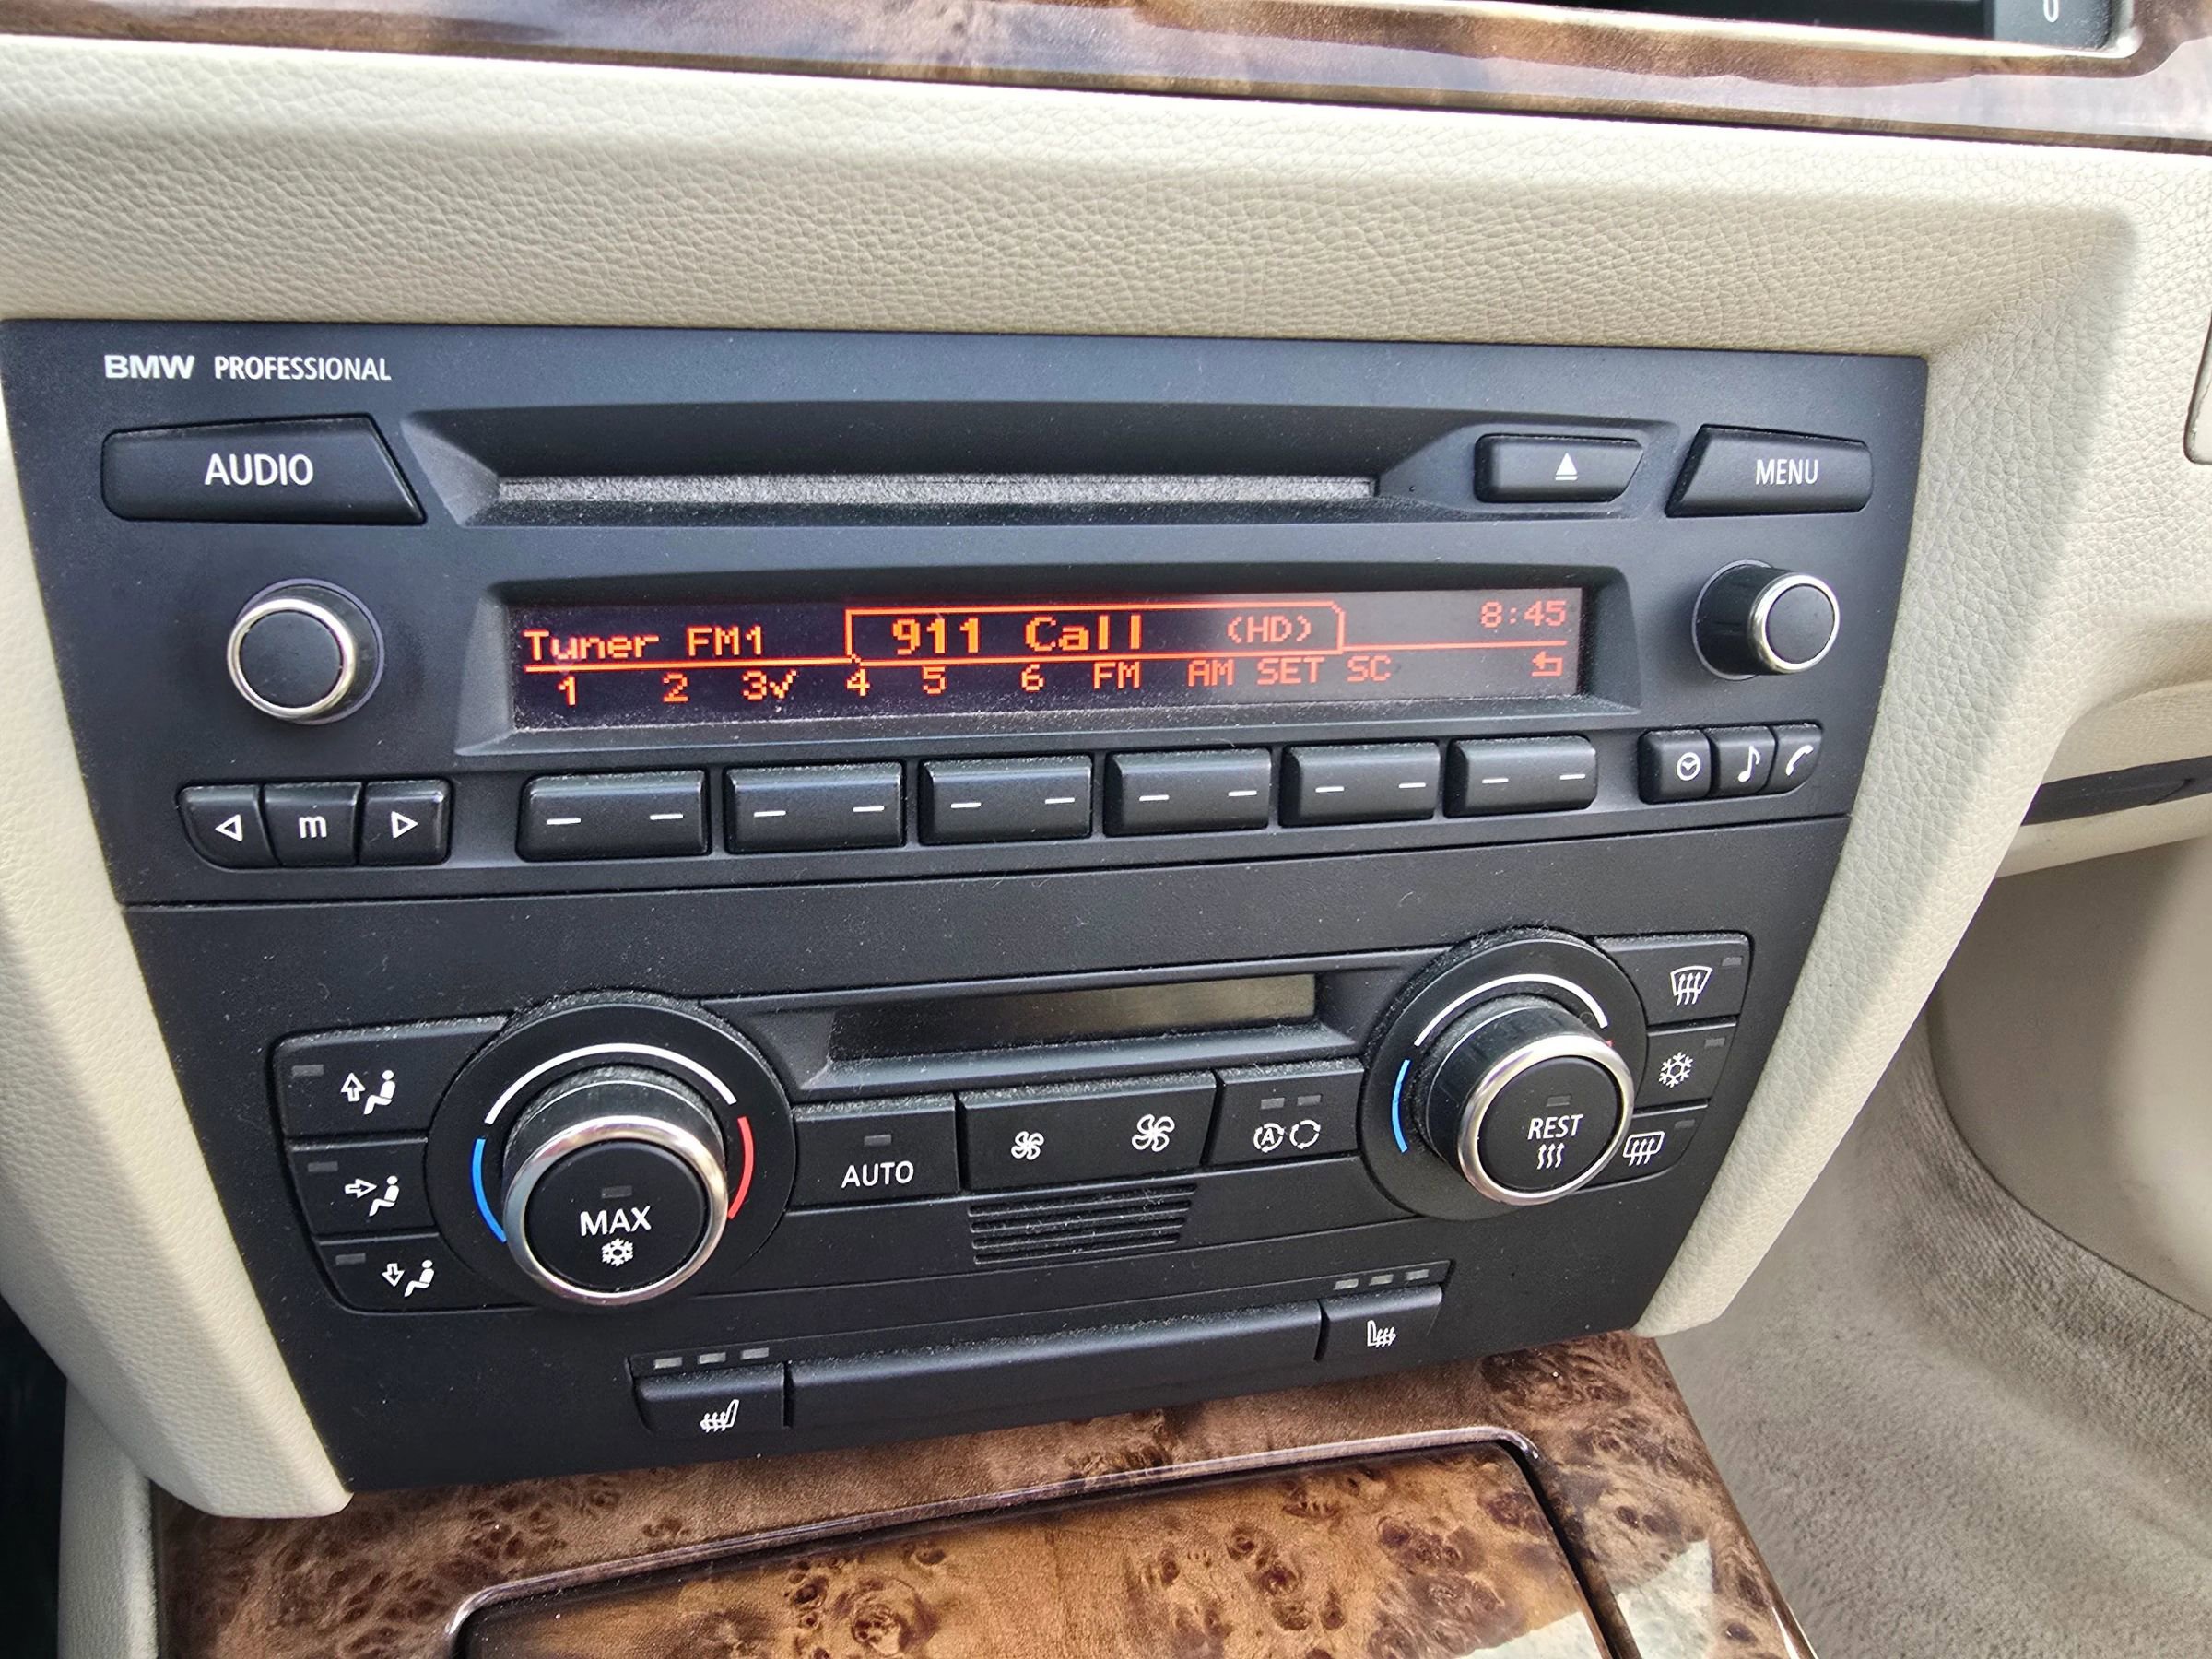 0
BMW PROFESSIONAL
AUDIO
MENU
Tuner FM1 911 Call (HD) 8:45
1 2 3✓ 4 5 6 FM AM SET SC
m
AUTO
A
MAX
REST